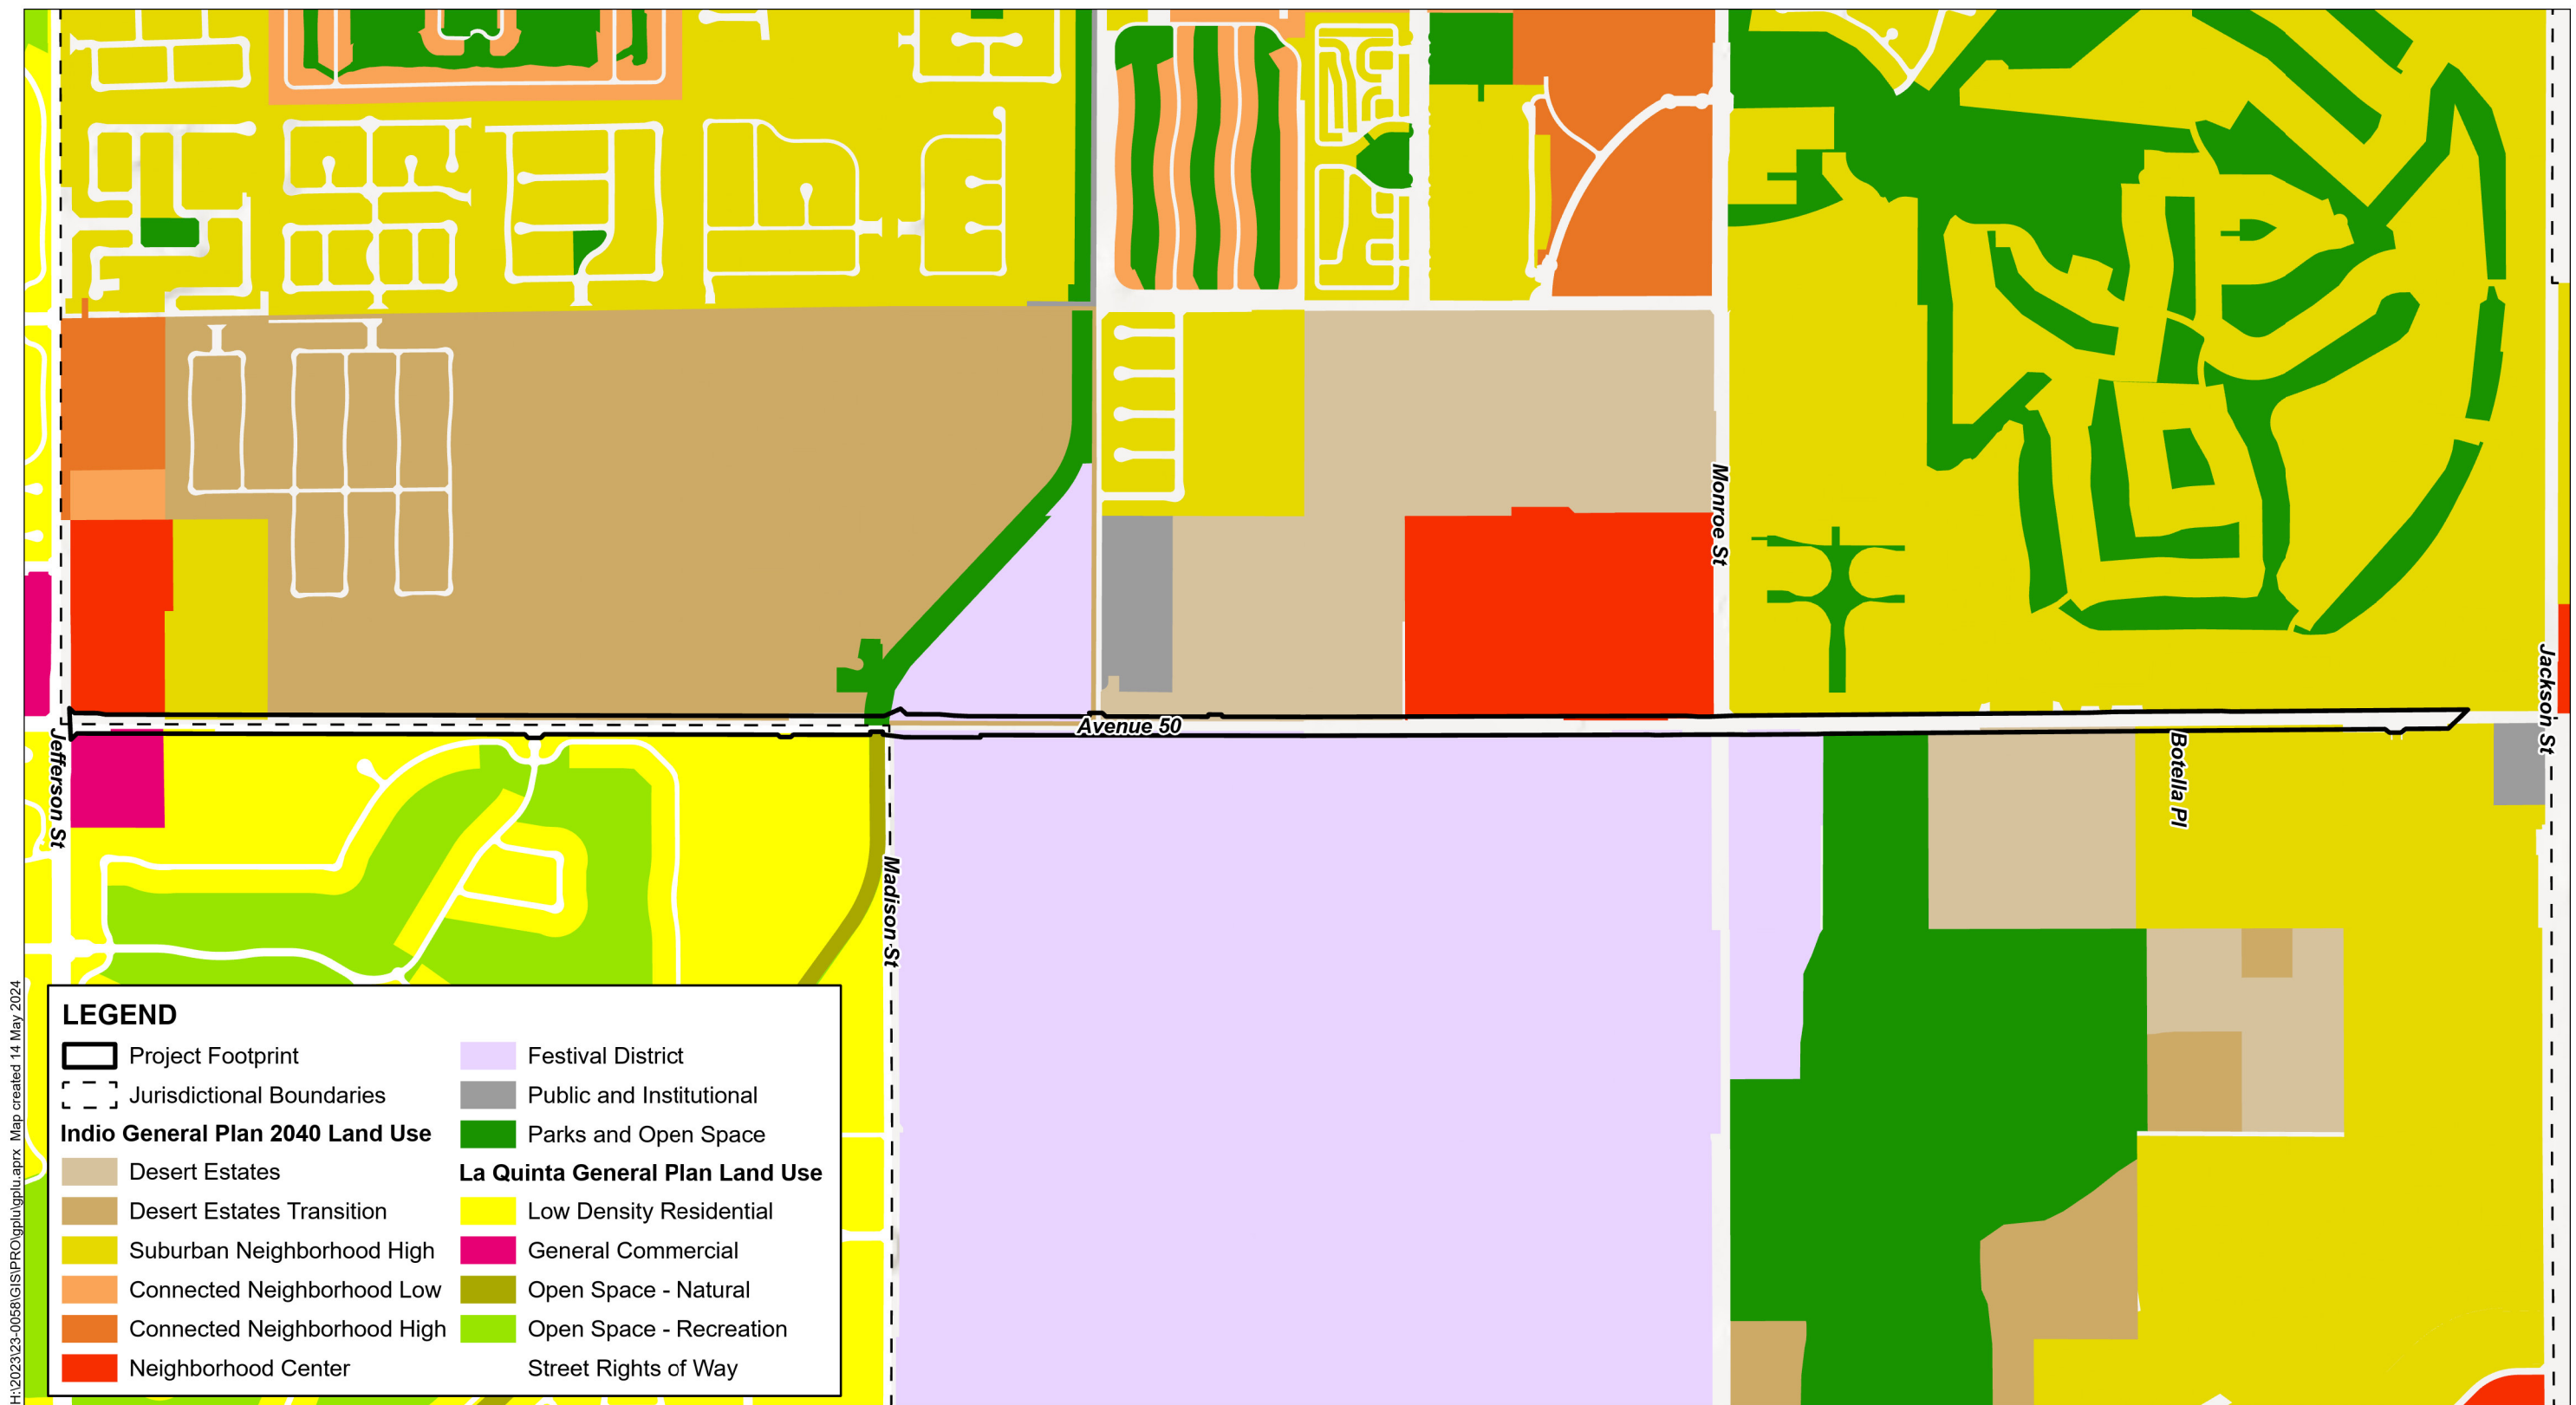 Monroe St
Jackson St
Avenue 50
Jefferson St
Botella Pl
Madison St
H:\2023\23-0058\GIS\PRO\gplu\gplu.aprx Map created 14 May 2024
LEGEND
Project Footprint
Jurisdictional Boundaries
Indio General Plan 2040 Land Use
Desert Estates
Desert Estates Transition
Suburban Neighborhood High
Connected Neighborhood Low
Connected Neighborhood High
Neighborhood Center
Festival District
Public and Institutional
Parks and Open Space
La Quinta General Plan Land Use
Low Density Residential
General Commercial
Open Space - Natural
Open Space - Recreation
Street Rights of Way